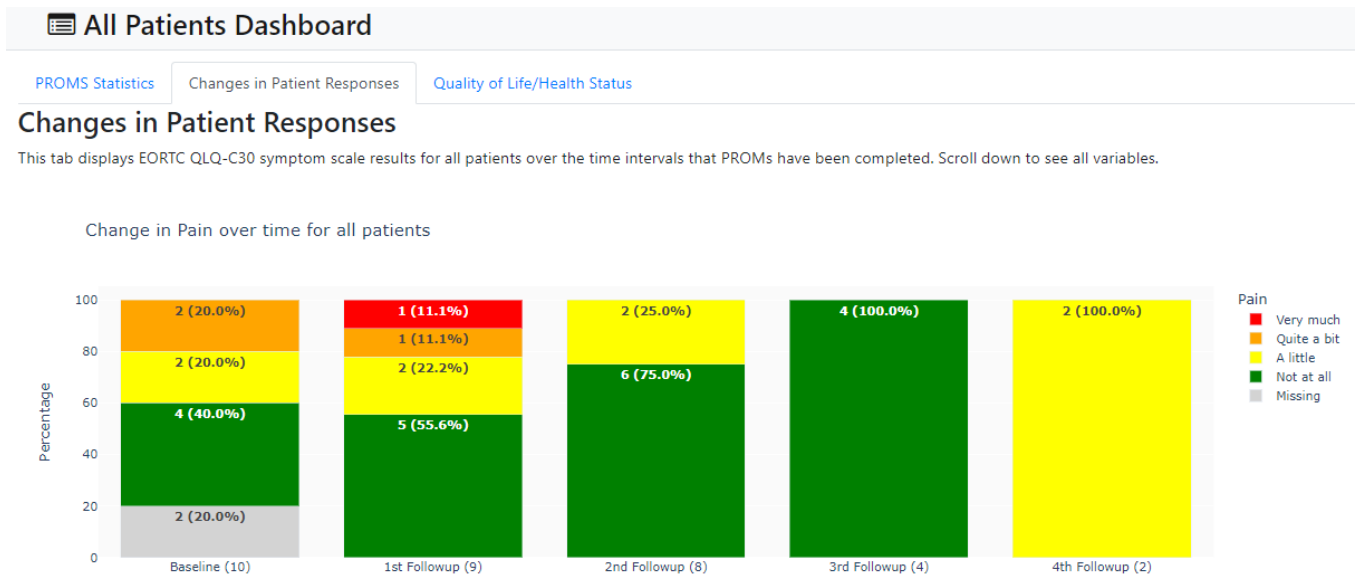 All Patients Dashboard
PROMS Statistics Changes in Patient Responses Quality of Life/Health Status
Changes in Patient Responses
This tab displays EORTC QLQ-C30 symptom scale results for all patients over the time intervals that PROMs have been completed. Scroll down to see all variables.
Change in Pain over time for all patients
Percentage
100
80
60
40
20
0
2 (20.0%)
2 (20.0%)
4 (40.0%)
2 (20.0%)
1 (11.1%)
1 (11.1%)
2 (22.2%)
5 (55.6%)
2 (25.0%)
6 (75.0%)
4 (100.0%)
2 (100.0%)
Baseline (10) 1st Followup (9) 2nd Followup (8) 3rd Followup (4) 4th Followup (2)
Pain
Very much
Quite a bit
A little
Not at all
Missing